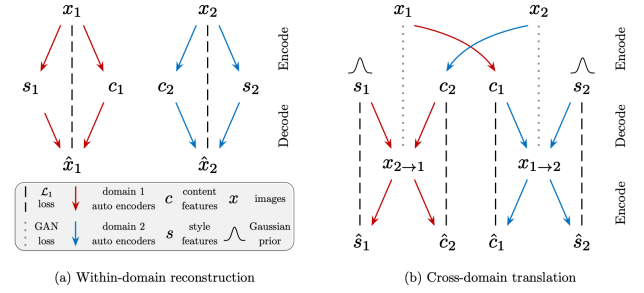 x₁ x₂
s₁ c₁ c₂ s₂
x̂₁ x̂₂
Encode
Decode
ℒ₁ loss
domain 1 auto encoders
c content features
x images
GAN loss
domain 2 auto encoders
s style features
Gaussian prior
(a) Within-domain reconstruction
x₁ x₂
s₁ c₂ c₁ s₂
x₂→₁ x₁→₂
ŝ₁ ĉ₂ ĉ₁ ŝ₂
Encode
Decode
Encode
(b) Cross-domain translation